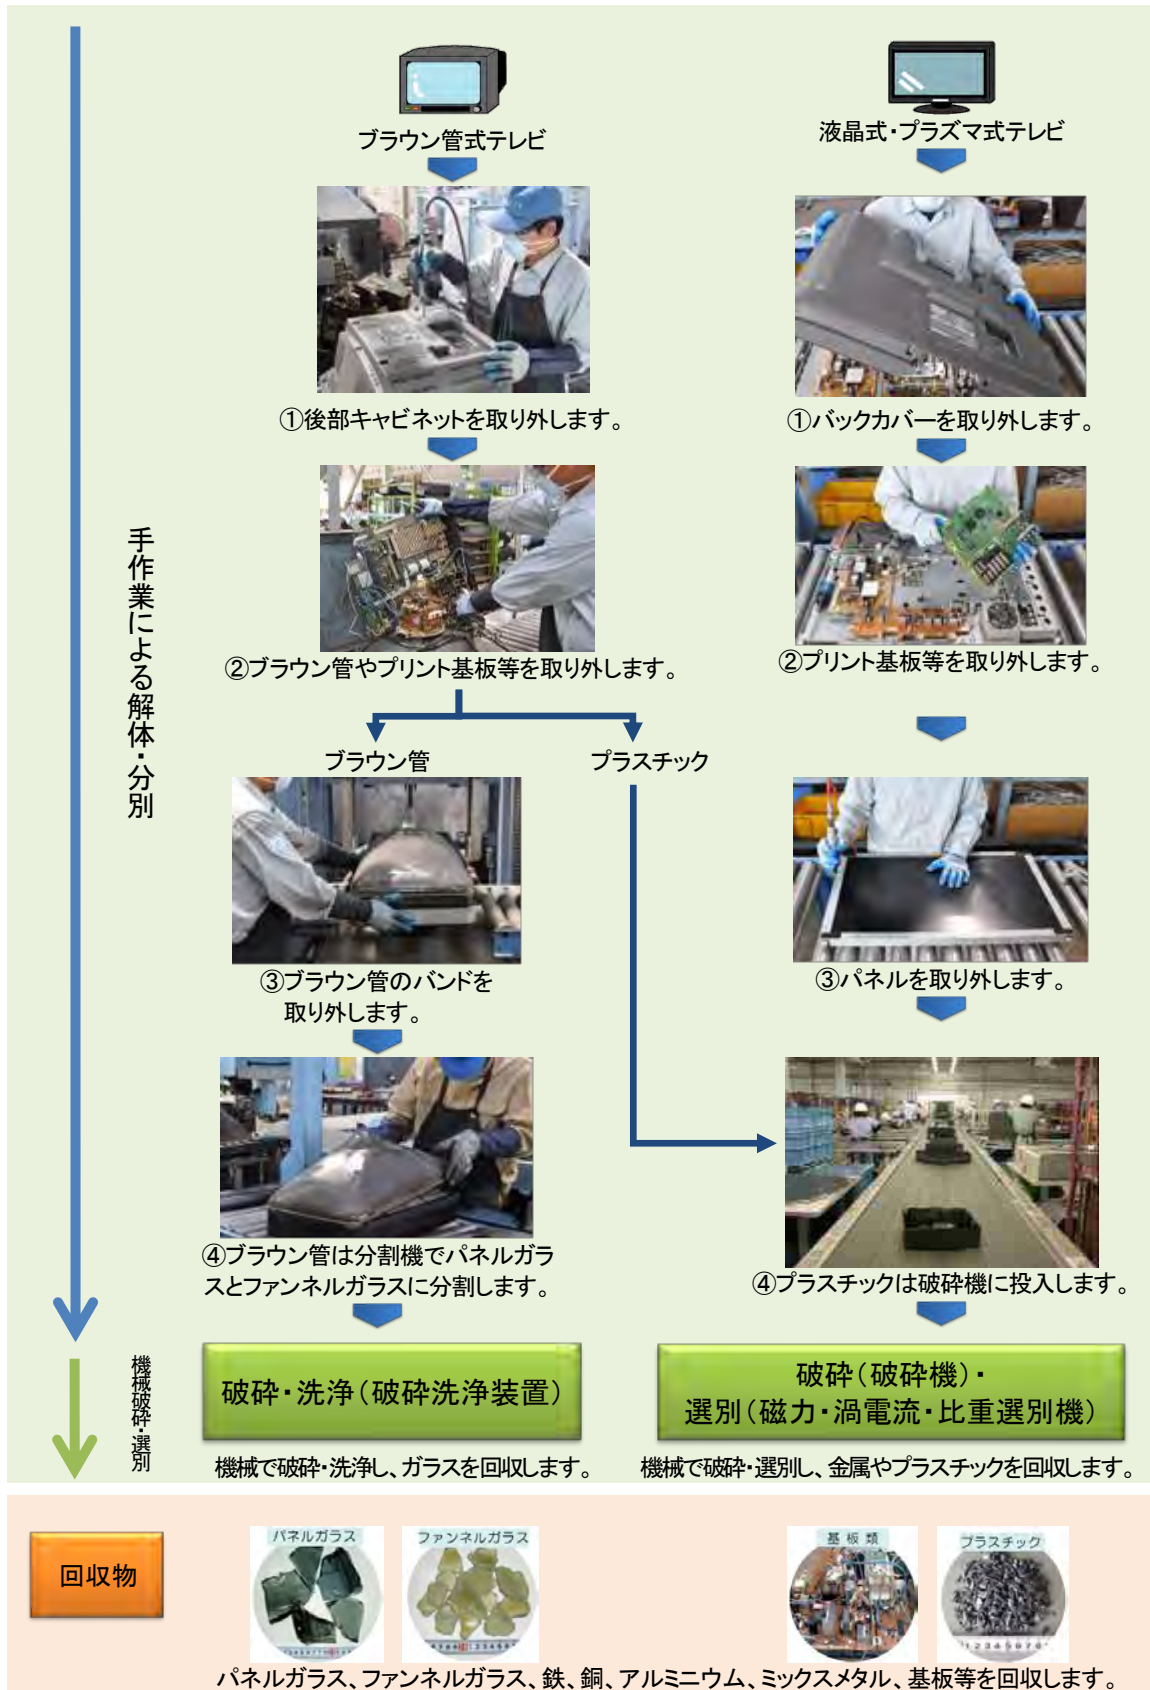 ブラウン管式テレビ
液晶式・プラズマ式テレビ
①後部キャビネットを取り外します。
①バックカバーを取り外します。
手作業による解体・分別
②ブラウン管やプリント基板等を取り外します。
②プリント基板等を取り外します。
ブラウン管
プラスチック
③ブラウン管のバンドを
取り外します。
③パネルを取り外します。
④ブラウン管は分割機でパネルガラ
スとファンネルガラスに分割します。
④プラスチックは破砕機に投入します。
機械破砕・選別
破砕・洗浄(破砕洗浄装置)
破砕(破砕機)・
選別(磁力・渦電流・比重選別機)
機械で破砕・洗浄し、ガラスを回収します。
機械で破砕・選別し、金属やプラスチックを回収します。
回収物
パネルガラス
ファンネルガラス
基板類
プラスチック
パネルガラス、ファンネルガラス、鉄、銅、アルミニウム、ミックスメタル、基板等を回収します。